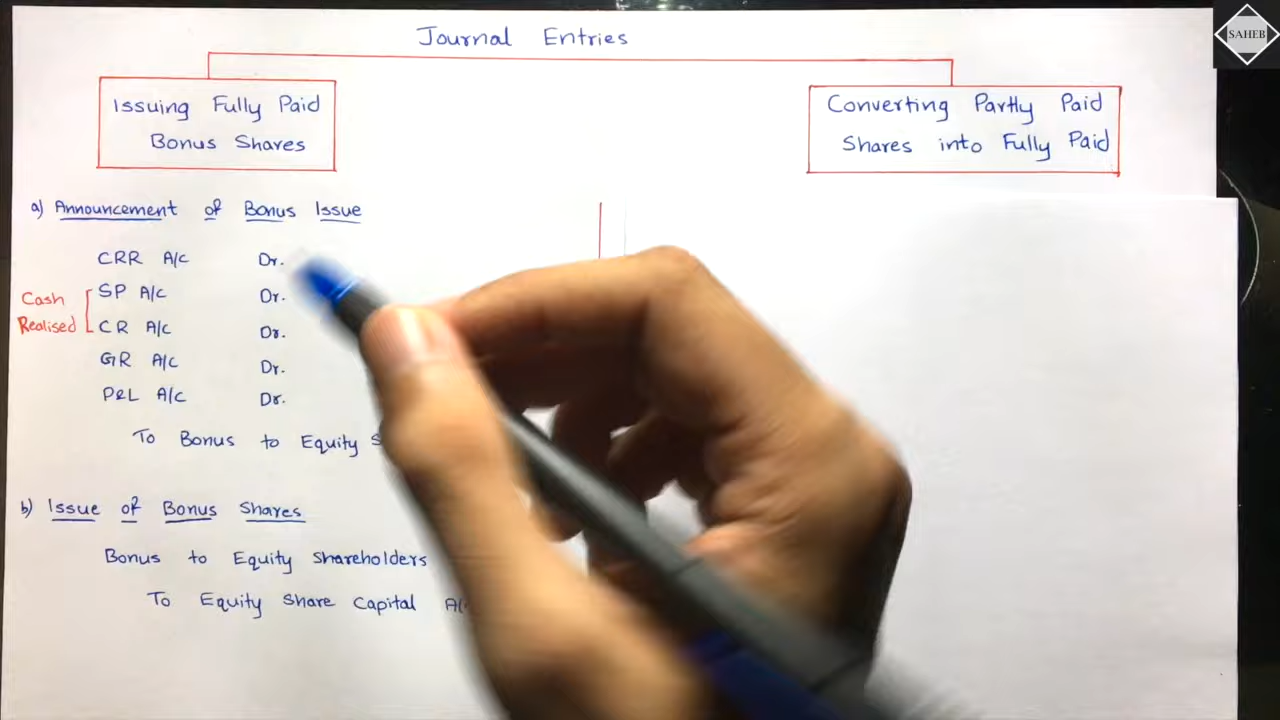 Journal Entries
SAHEB
Issuing Fully Paid
Bonus Shares
Converting Partly Paid
Shares into Fully Paid
a) Announcement of Bonus Issue
CRR A/c Dr.
Cash
Realised
SP A/c Dr.
CR A/c Dr.
GR A/c Dr.
P&L A/c Dr.
To Bonus to Equity
b) Issue of Bonus Shares
Bonus to Equity Shareholders
To Equity Share Capital